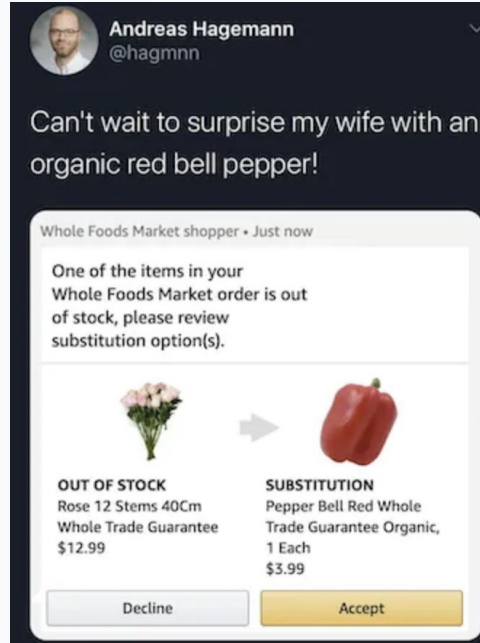 Andreas Hagemann
@hagmnn
Can't wait to surprise my wife with an
organic red bell pepper!
Whole Foods Market shopper • Just now
One of the items in your
Whole Foods Market order is out
of stock, please review
substitution option(s).
OUT OF STOCK
Rose 12 Stems 40Cm
Whole Trade Guarantee
$12.99
SUBSTITUTION
Pepper Bell Red Whole
Trade Guarantee Organic,
1 Each
$3.99
Decline
Accept